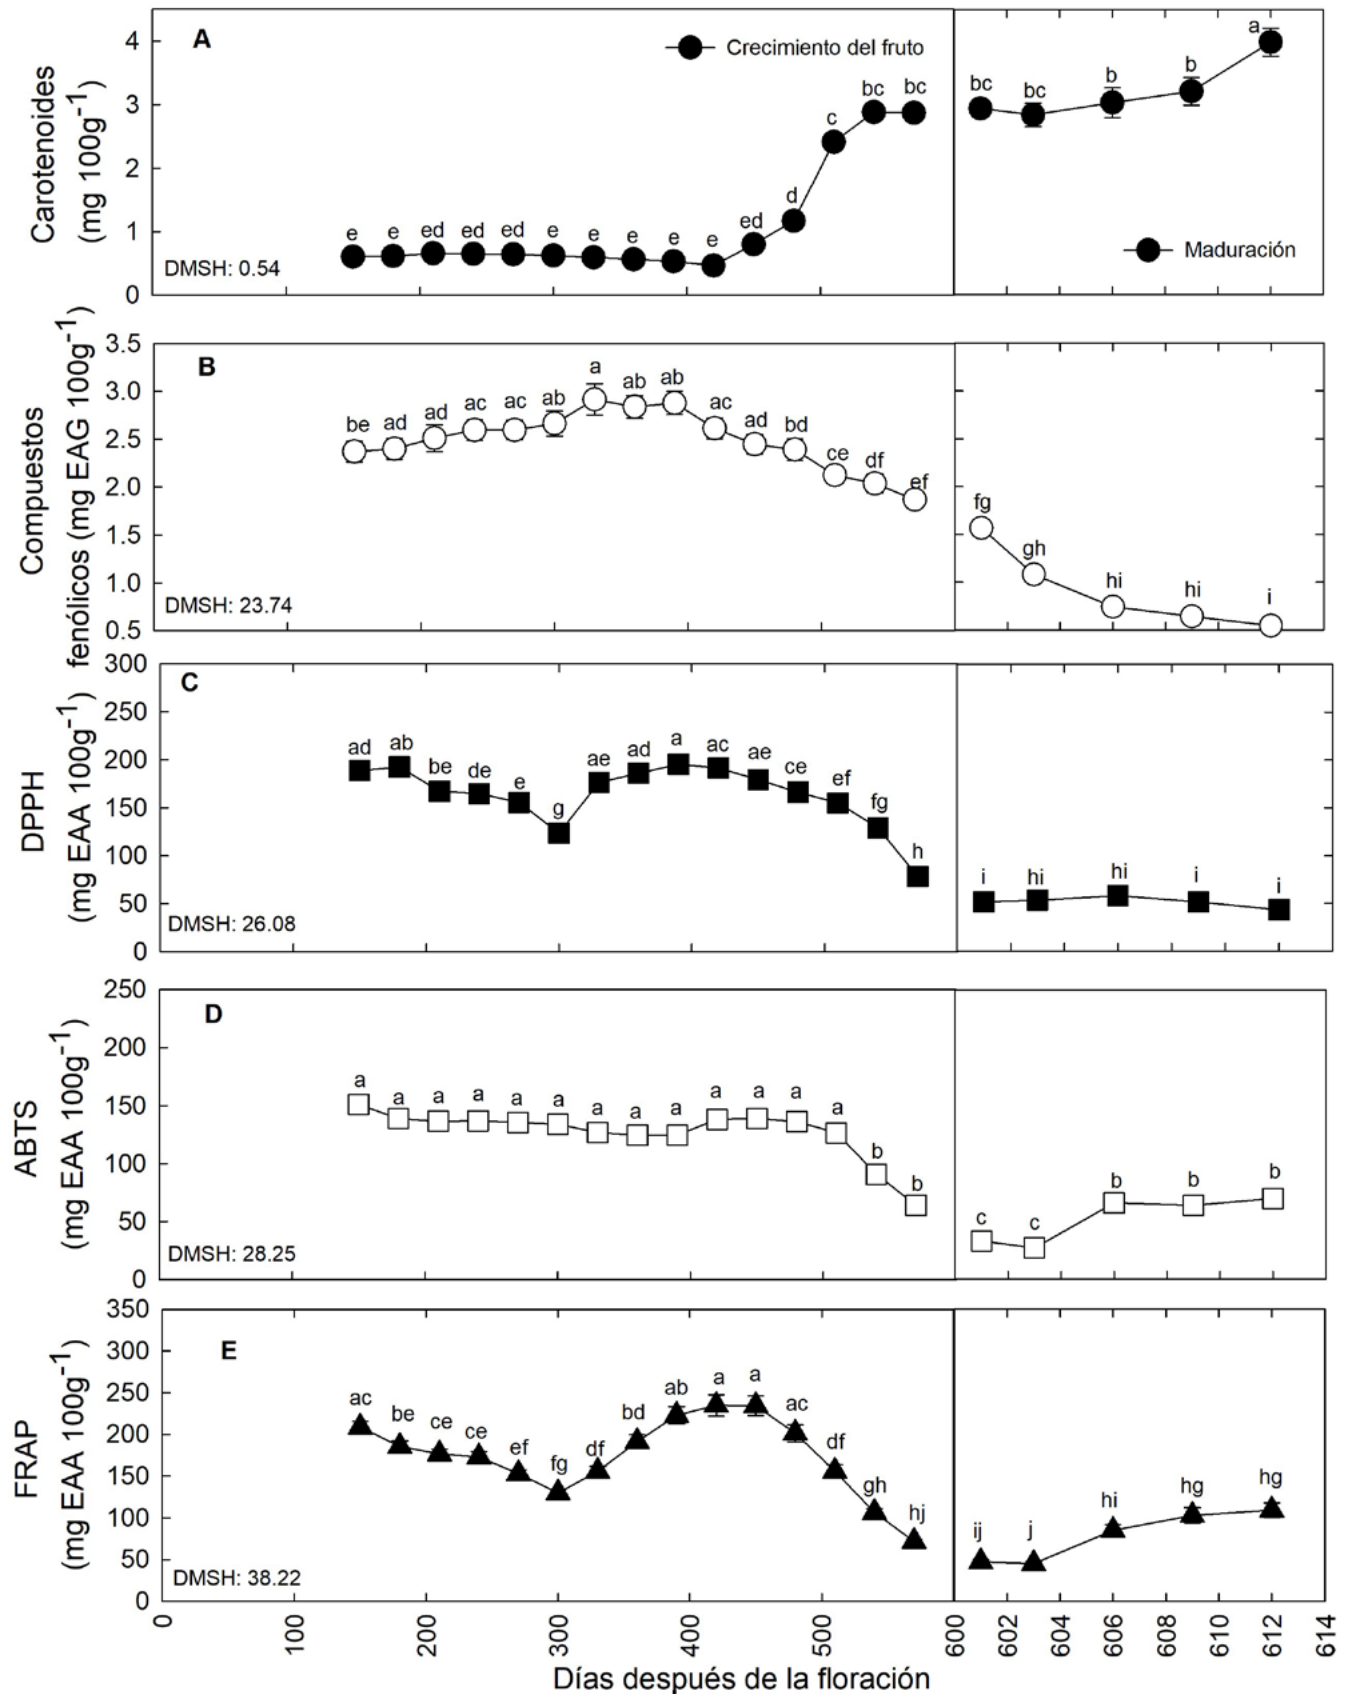 A
Crecimiento del fruto
Carotenoides
(mg 100g-1)
4
3
2
1
0
e e ed ed ed e e e e e ed d c bc bc
bc bc b b a
DMSH: 0.54
Maduración
B
Compuestos
fenólicos (mg EAG 100g-1)
3.5
3.0
2.5
2.0
1.5
1.0
0.5
be ad ad ac ac ab a ab ab ac ad bd ce df ef
fg gh hi hi i
DMSH: 23.74
C
DPPH
(mg EAA 100g-1)
300
250
200
150
100
50
0
ad ab be de e g ae ad a ac ae ce ef fg h
i hi hi i i
DMSH: 26.08
D
ABTS
(mg EAA 100g-1)
250
200
150
100
50
0
a a a a a a a a a a a a a b b
c c b b b
DMSH: 28.25
E
FRAP
(mg EAA 100g-1)
350
300
250
200
150
100
50
0
ac be ce ce ef fg df bd ab a a ac df gh hj
ij j hi hg hg
DMSH: 38.22
0 100 200 300 400 500 600 602 604 606 608 610 612 614
Días después de la floración